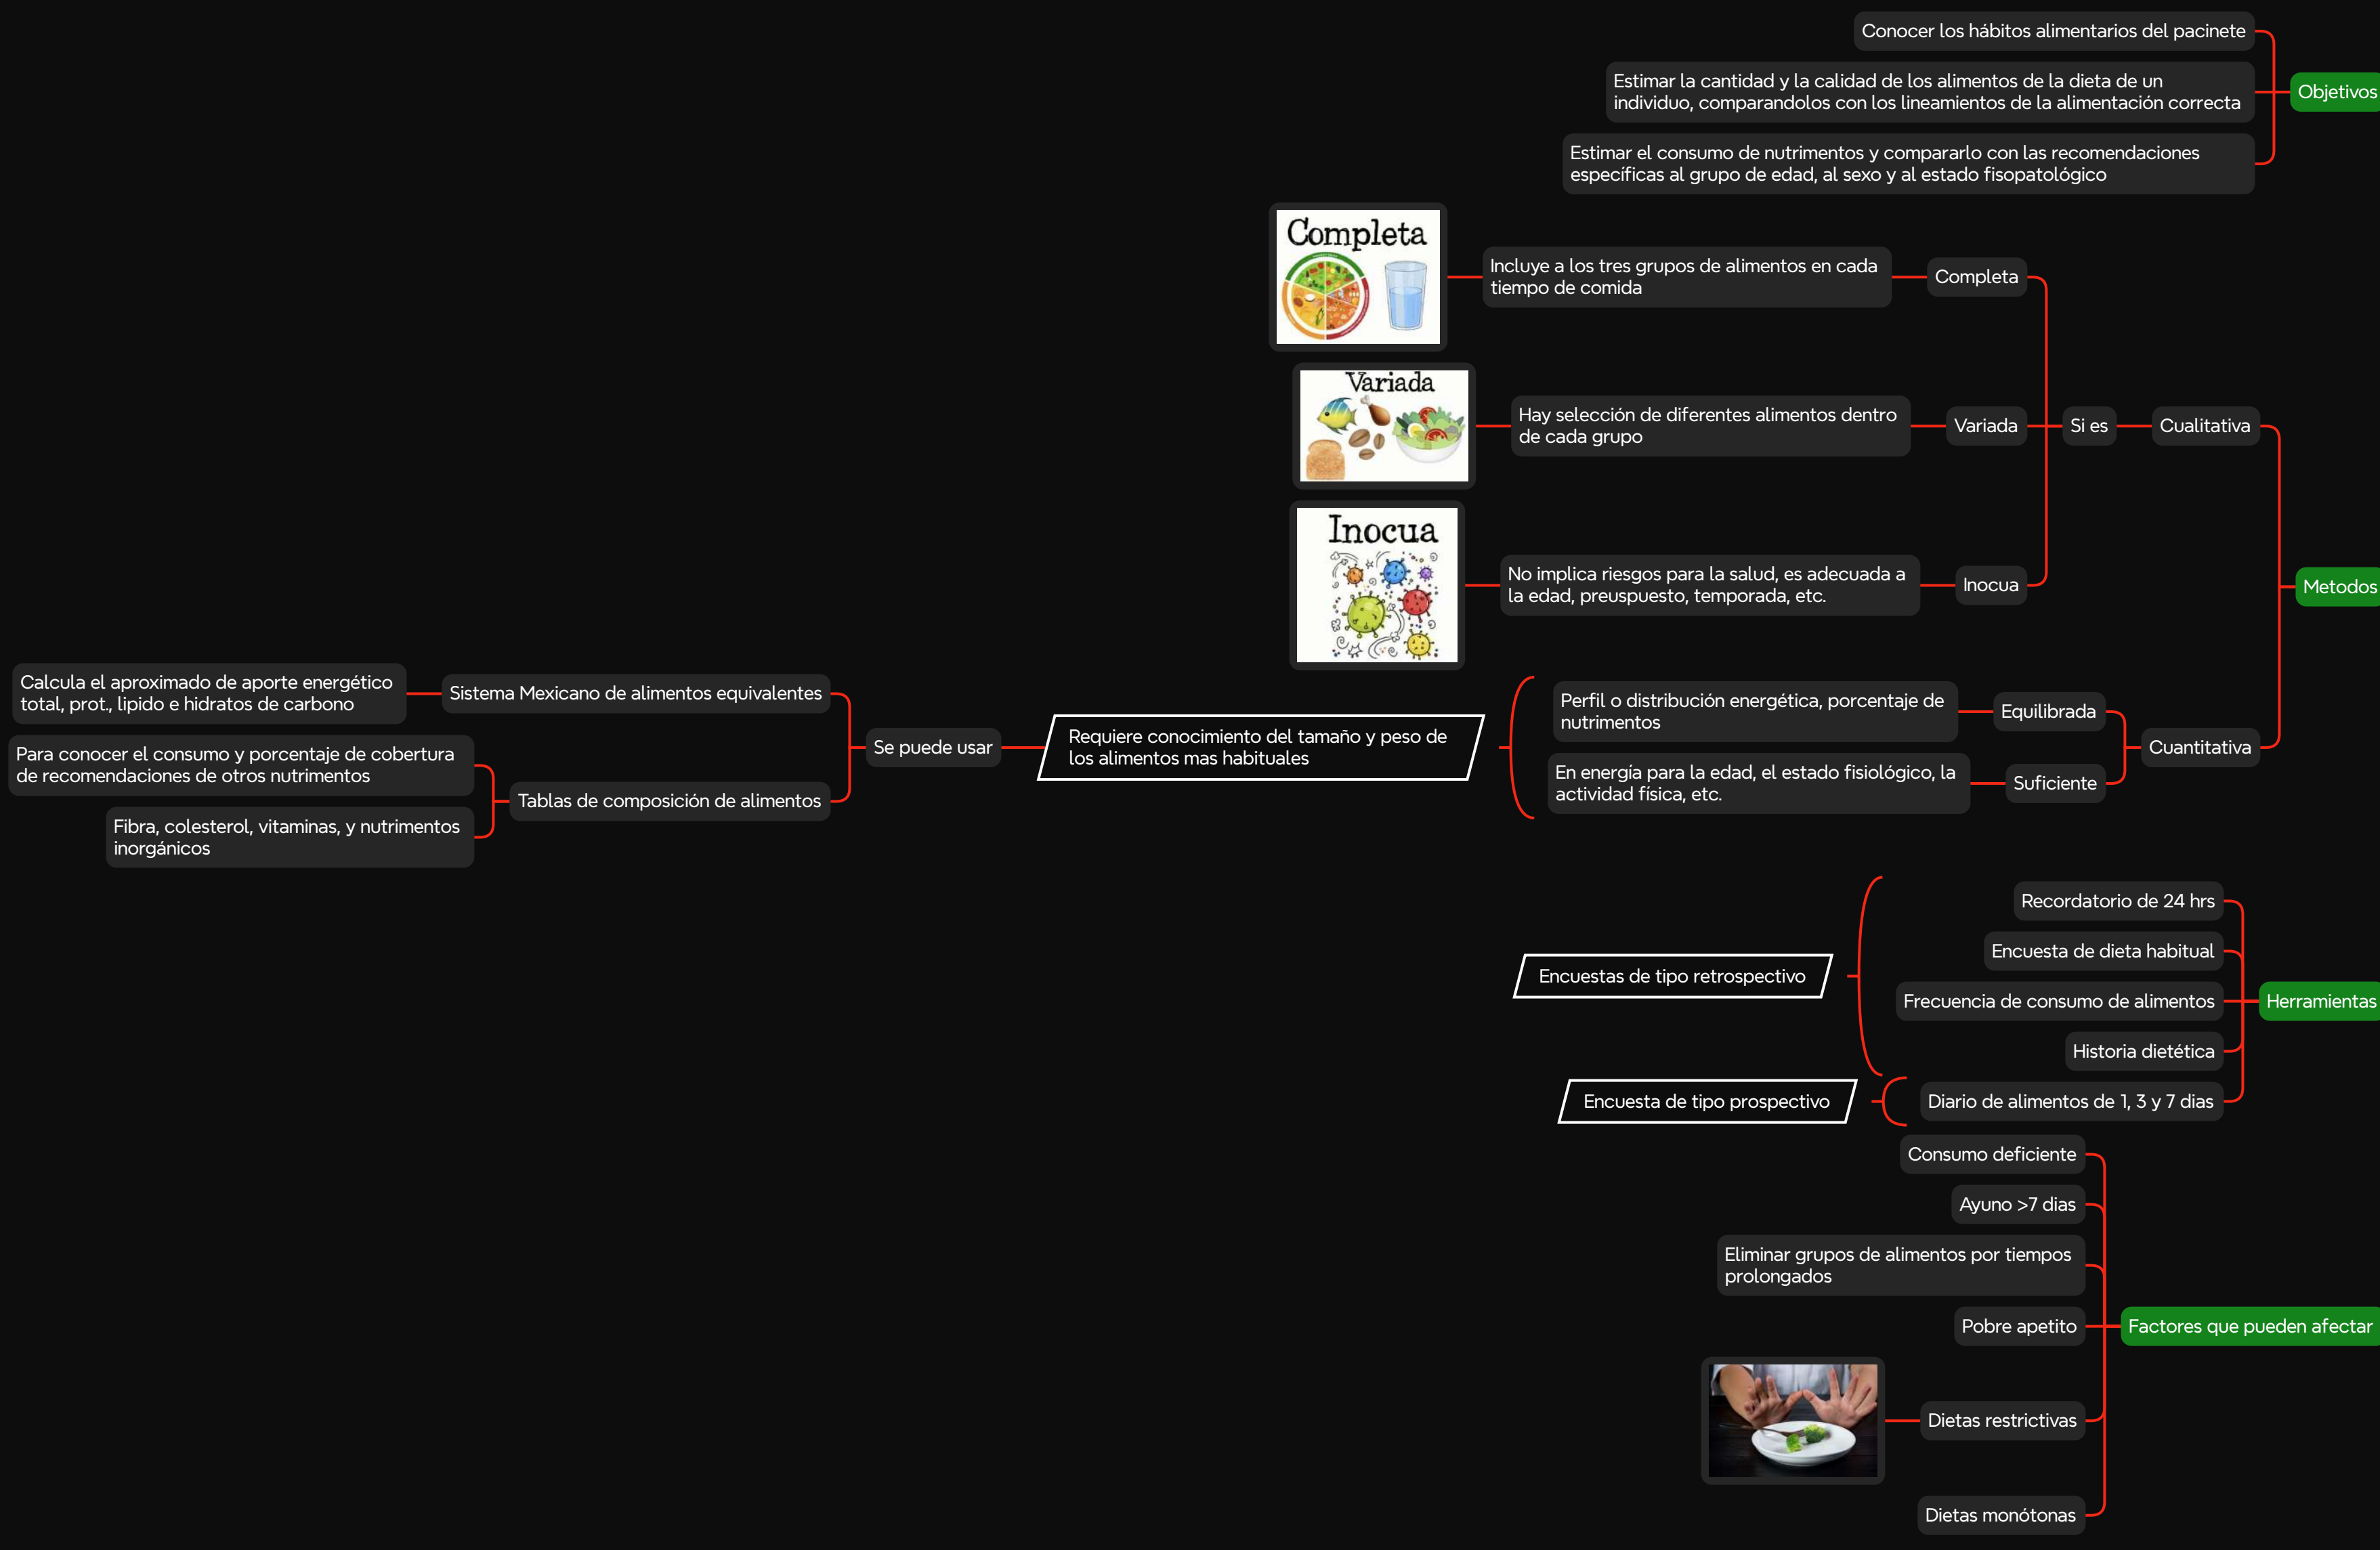 Conocer los hábitos alimentarios del pacinete
Estimar la cantidad y la calidad de los alimentos de la dieta de un
individuo, comparandolos con los lineamientos de la alimentación correcta
Objetivos
Estimar el consumo de nutrimentos y compararlo con las recomendaciones
específicas al grupo de edad, al sexo y al estado fisopatológico
Completa
Incluye a los tres grupos de alimentos en cada
tiempo de comida
Completa
Variada
Hay selección de diferentes alimentos dentro
de cada grupo
Variada
Si es
Cualitativa
Inocua
No implica riesgos para la salud, es adecuada a
la edad, preuspuesto, temporada, etc.
Inocua
Metodos
Calcula el aproximado de aporte energético
total, prot., lipido e hidratos de carbono
Sistema Mexicano de alimentos equivalentes
Para conocer el consumo y porcentaje de cobertura
de recomendaciones de otros nutrimentos
Fibra, colesterol, vitaminas, y nutrimentos
inorgánicos
Tablas de composición de alimentos
Se puede usar
Requiere conocimiento del tamaño y peso de
los alimentos mas habituales
Perfil o distribución energética, porcentaje de
nutrimentos
Equilibrada
En energía para la edad, el estado fisiológico, la
actividad física, etc.
Suficiente
Cuantitativa
Recordatorio de 24 hrs
Encuesta de dieta habitual
Encuestas de tipo retrospectivo
Frecuencia de consumo de alimentos
Herramientas
Historia dietética
Encuesta de tipo prospectivo
Diario de alimentos de 1, 3 y 7 dias
Consumo deficiente
Ayuno >7 dias
Eliminar grupos de alimentos por tiempos
prolongados
Pobre apetito
Factores que pueden afectar
Dietas restrictivas
Dietas monótonas